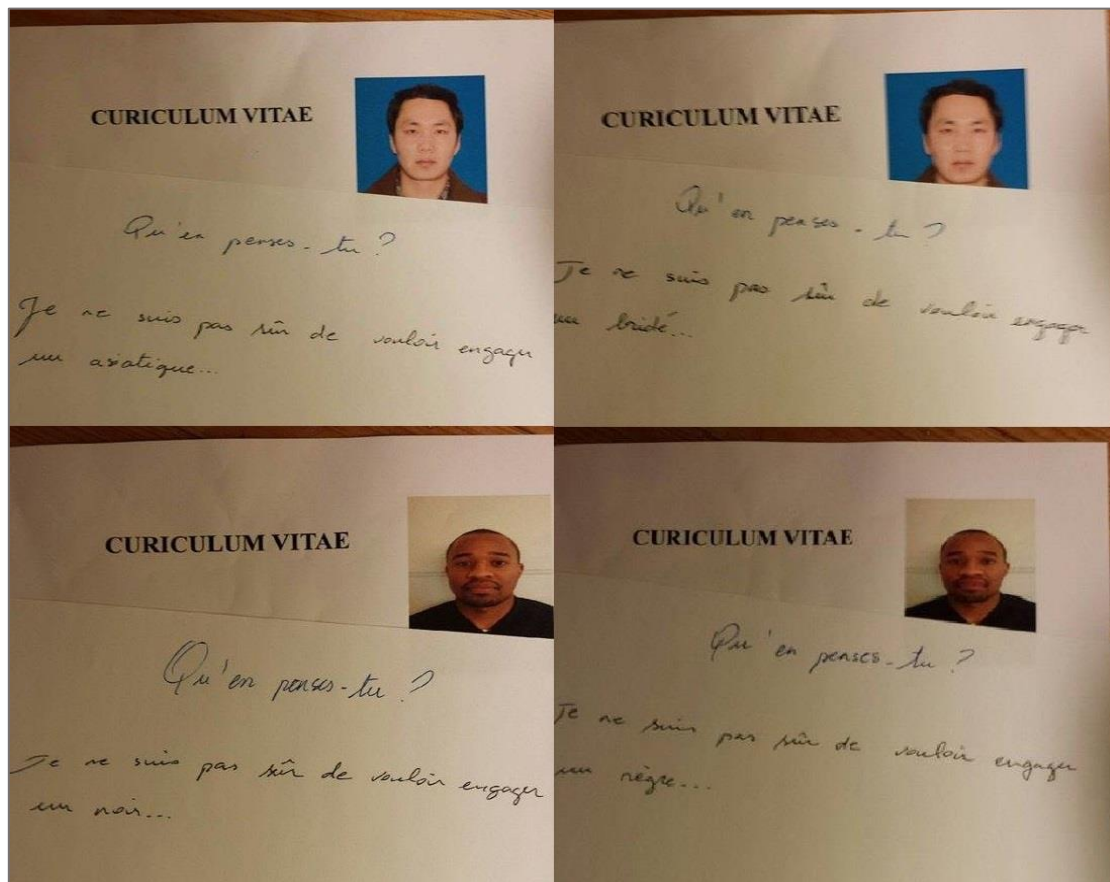 CURICULUM VITAE
Qu'en penses-tu ?
Je ne suis pas sûr de vouloir engager
un asiatique...
CURICULUM VITAE
Qu'en penses-tu ?
Je ne suis pas sûr de vouloir engager
un bridé...
CURICULUM VITAE
Qu'en penses-tu ?
Je ne suis pas sûr de vouloir engager
un noir...
CURICULUM VITAE
Qu'en penses-tu ?
Je ne suis pas sûr de vouloir engager
un nègre...